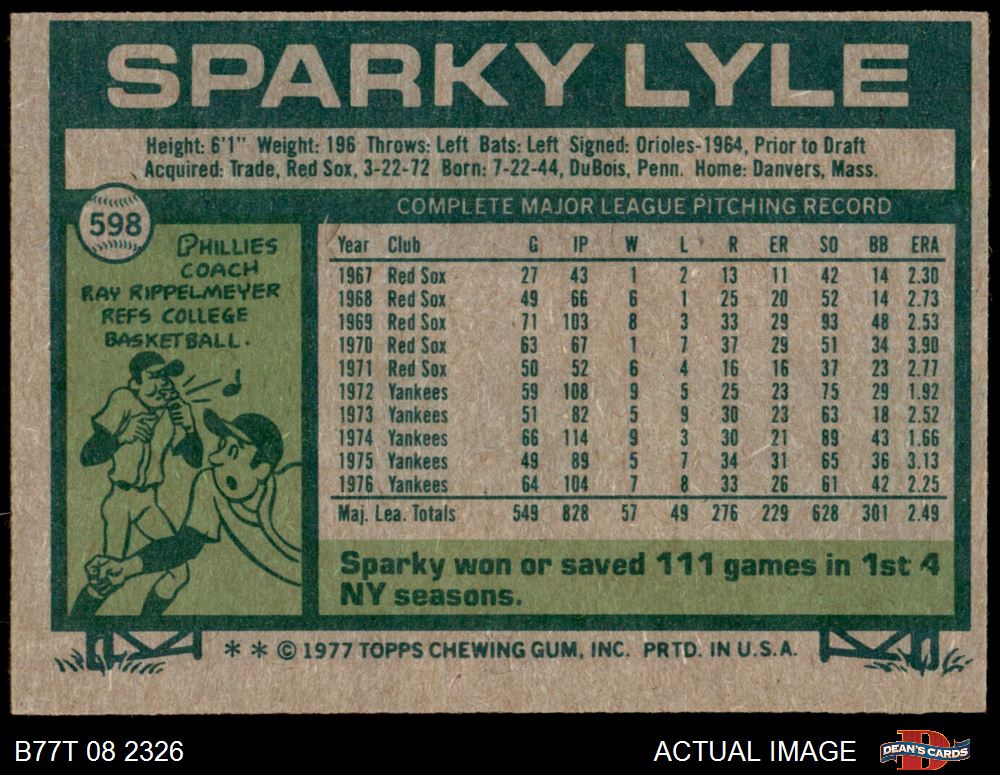 SPARKY LYLE
Height: 6'1" Weight: 196 Throws: Left Bats: Left Signed: Orioles-1964, Prior to Draft
Acquired: Trade, Red Sox, 3-22-72 Born: 7-22-44, DuBois, Penn. Home: Danvers, Mass.
598
PHILLIES
COACH
RAY RIPPELMEYER
REFS COLLEGE
BASKETBALL.
COMPLETE MAJOR LEAGUE PITCHING RECORD
Year Club G IP W L R ER SO BB ERA
1967 Red Sox 27 43 1 2 13 11 42 14 2.30
1968 Red Sox 49 66 6 1 25 20 52 14 2.73
1969 Red Sox 71 103 8 3 33 29 93 48 2.53
1970 Red Sox 63 67 1 7 37 29 51 34 3.90
1971 Red Sox 50 52 6 4 16 16 37 23 2.77
1972 Yankees 59 108 9 5 25 23 75 29 1.92
1973 Yankees 51 82 5 9 30 23 63 18 2.52
1974 Yankees 66 114 9 3 30 21 89 43 1.66
1975 Yankees 49 89 5 7 34 31 65 36 3.13
1976 Yankees 64 104 7 8 33 26 61 42 2.25
Maj. Lea. Totals 549 828 57 49 276 229 628 301 2.49
Sparky won or saved 111 games in 1st 4
NY seasons.
* * © 1977 TOPPS CHEWING GUM, INC. PRTD. IN U.S.A.
B77T 08 2326
ACTUAL IMAGE
DEAN'S CARDS